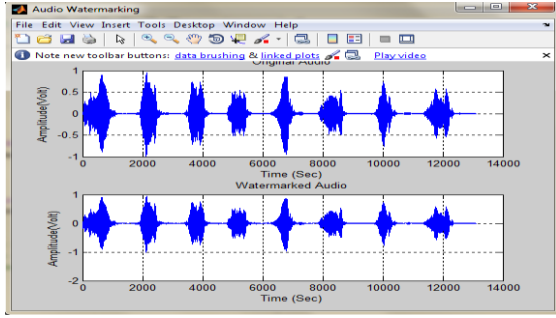 Audio Watermarking
File Edit View Insert Tools Desktop Window Help
Note new toolbar buttons: data brushing & linked plots Play video
Original Audio
Amplitude(Volt)
1
0.5
0
-0.5
-1
0 2000 4000 6000 8000 10000 12000 14000
Time (Sec)
Watermarked Audio
Amplitude(Volt)
1
0
-1
-2
0 2000 4000 6000 8000 10000 12000 14000
Time (Sec)